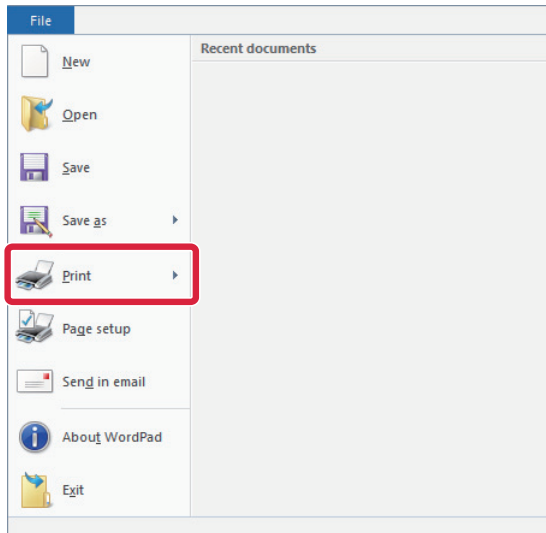 File
Recent documents
New
Open
Save
Save as
Print
Page setup
Send in email
About WordPad
Exit